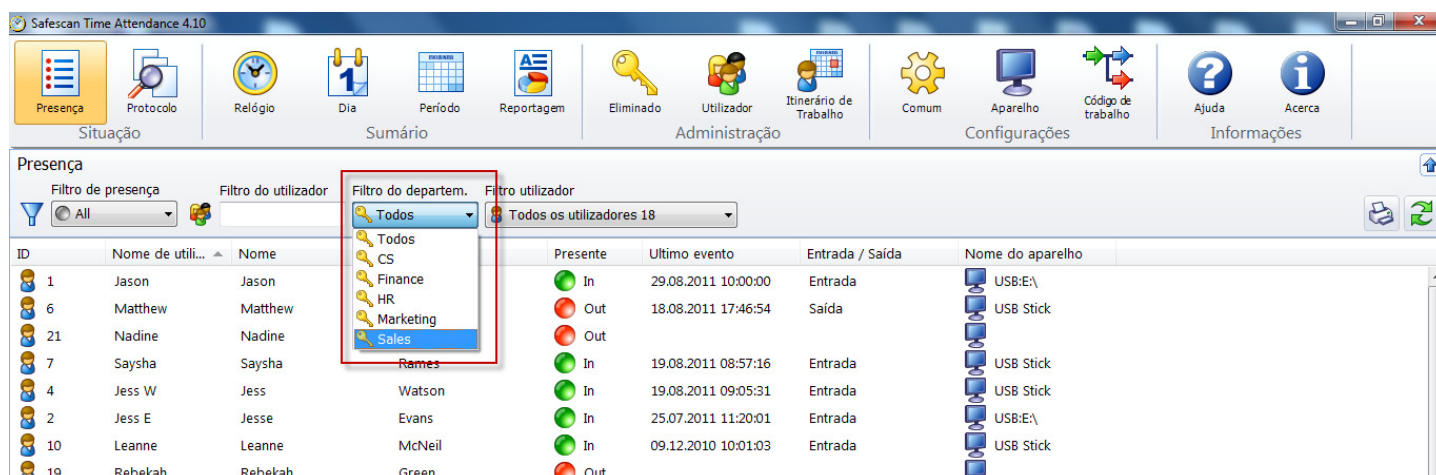 Safescan Time Attendance 4.10
Presença Protocolo Relógio Dia Período Reportagem Eliminado Utilizador Itinerário de Trabalho Comum Aparelho Código de trabalho Ajuda Acerca
Situação Sumário Administração Configurações Informações
Presença
Filtro de presença Filtro do utilizador Filtro do departem. Filtro utilizador
All Todos Todos os utilizadores 18
Todos
CS
Finance
HR
Marketing
Sales
ID Nome de utili... Nome Presente Ultimo evento Entrada / Saída Nome do aparelho
1 Jason Jason In 29.08.2011 10:00:00 Entrada USB:E:\
6 Matthew Matthew Out 18.08.2011 17:46:54 Saída USB Stick
21 Nadine Nadine Out
7 Saysha Saysha Rames In 19.08.2011 08:57:16 Entrada USB Stick
4 Jess W Jess Watson In 19.08.2011 09:05:31 Entrada USB Stick
2 Jess E Jesse Evans In 25.07.2011 11:20:01 Entrada USB:E:\
10 Leanne Leanne McNeil In 09.12.2010 10:01:03 Entrada USB Stick
19 Rebekah Rebekah Green Out